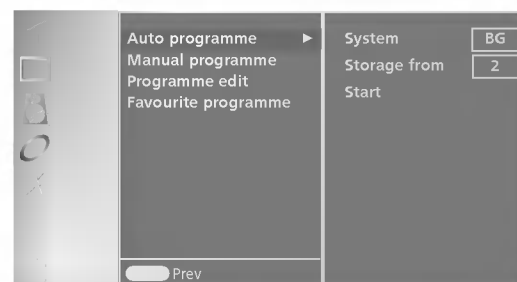 Auto programme ►
Manual programme
Programme edit
Favourite programme
Prev
System BG
Storage from 2
Start